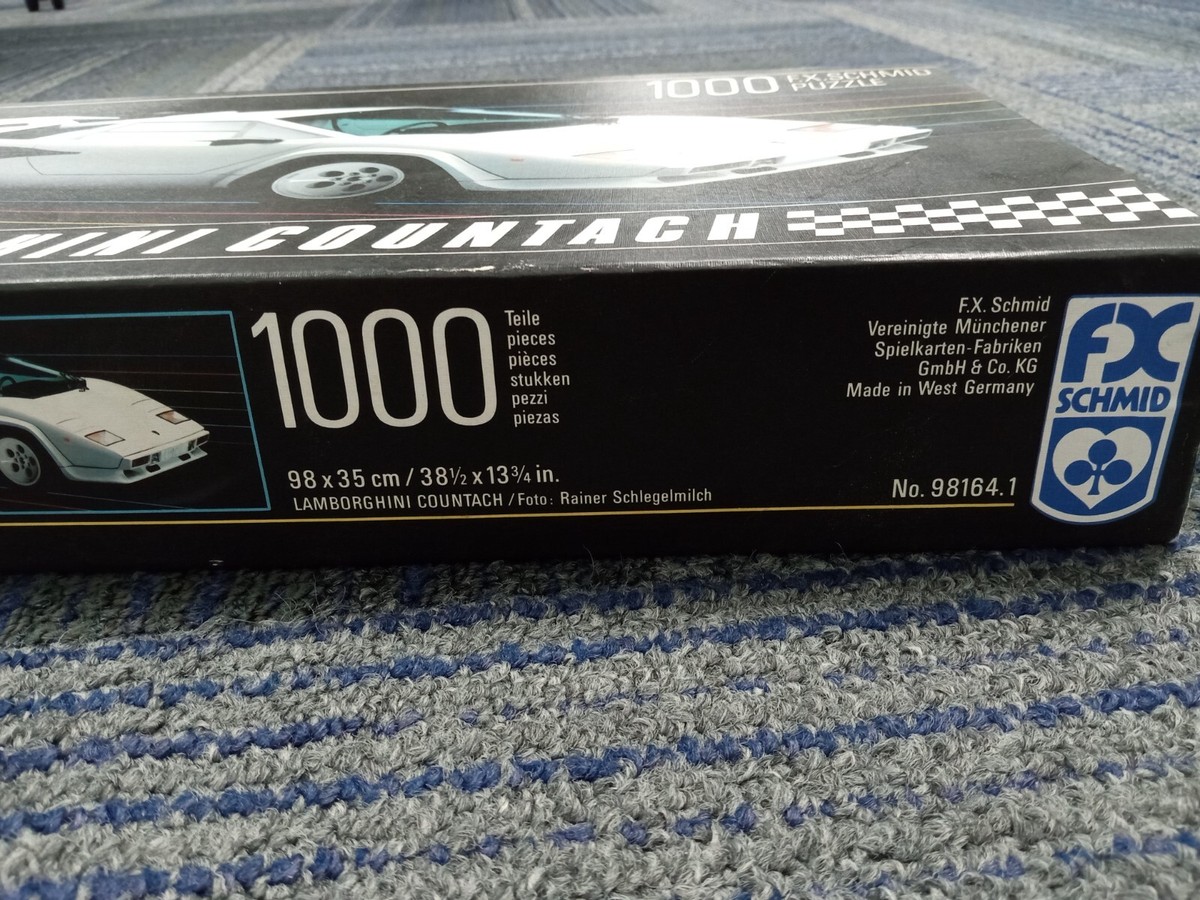 1000 F.X. SCHMID
PUZZLE
HINI COUNTACH
1000
Teile
pieces
pièces
stukken
pezzi
piezas
98 x 35 cm / 38½ x 13¾ in.
LAMBORGHINI COUNTACH / Foto: Rainer Schlegelmilch
F.X. Schmid
Vereinigte Münchener
Spielkarten-Fabriken
GmbH & Co. KG
Made in West Germany
No. 98164.1
FX
SCHMID